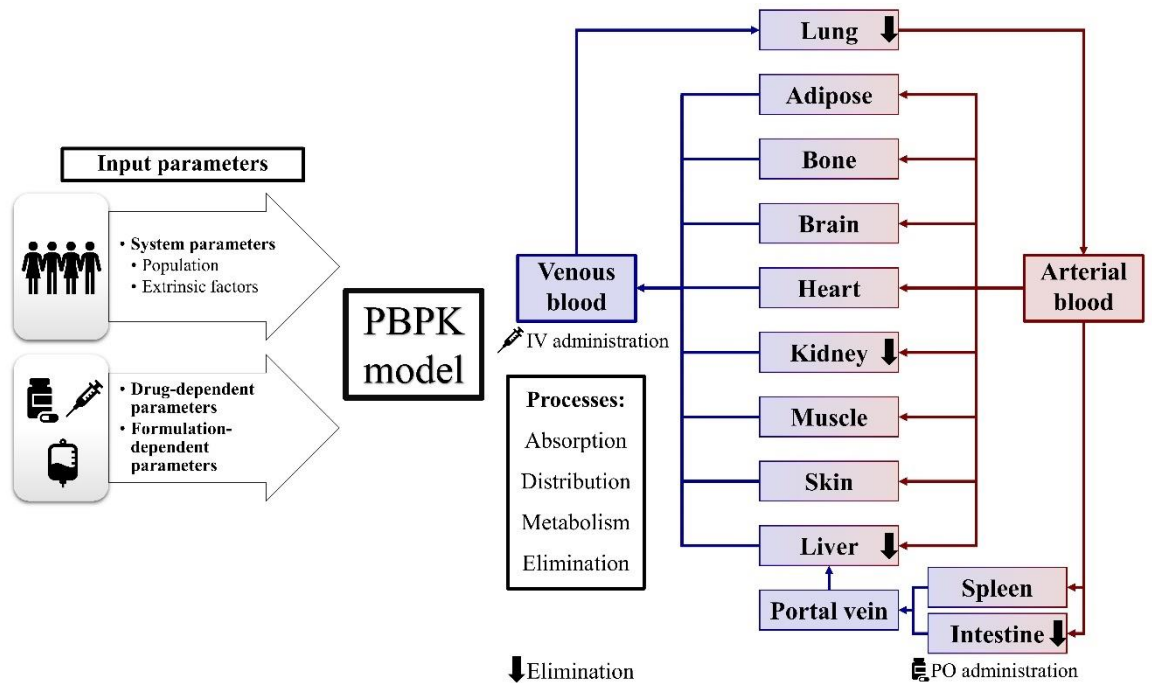 Input parameters
• System parameters
• Population
• Extrinsic factors
• Drug-dependent
parameters
• Formulation-
dependent
parameters
PBPK
model
Venous
blood
IV administration
Processes:
Absorption
Distribution
Metabolism
Elimination
Elimination
Lung
Adipose
Bone
Brain
Heart
Kidney
Muscle
Skin
Liver
Portal vein
Spleen
Intestine
Arterial
blood
PO administration